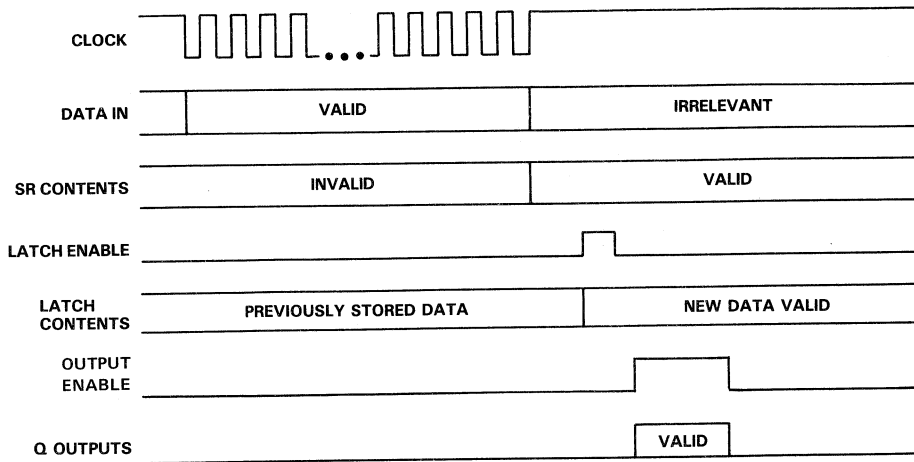 CLOCK
DATA IN
VALID
IRRELEVANT
SR CONTENTS
INVALID
VALID
LATCH ENABLE
LATCH
CONTENTS
PREVIOUSLY STORED DATA
NEW DATA VALID
OUTPUT
ENABLE
Q OUTPUTS
VALID